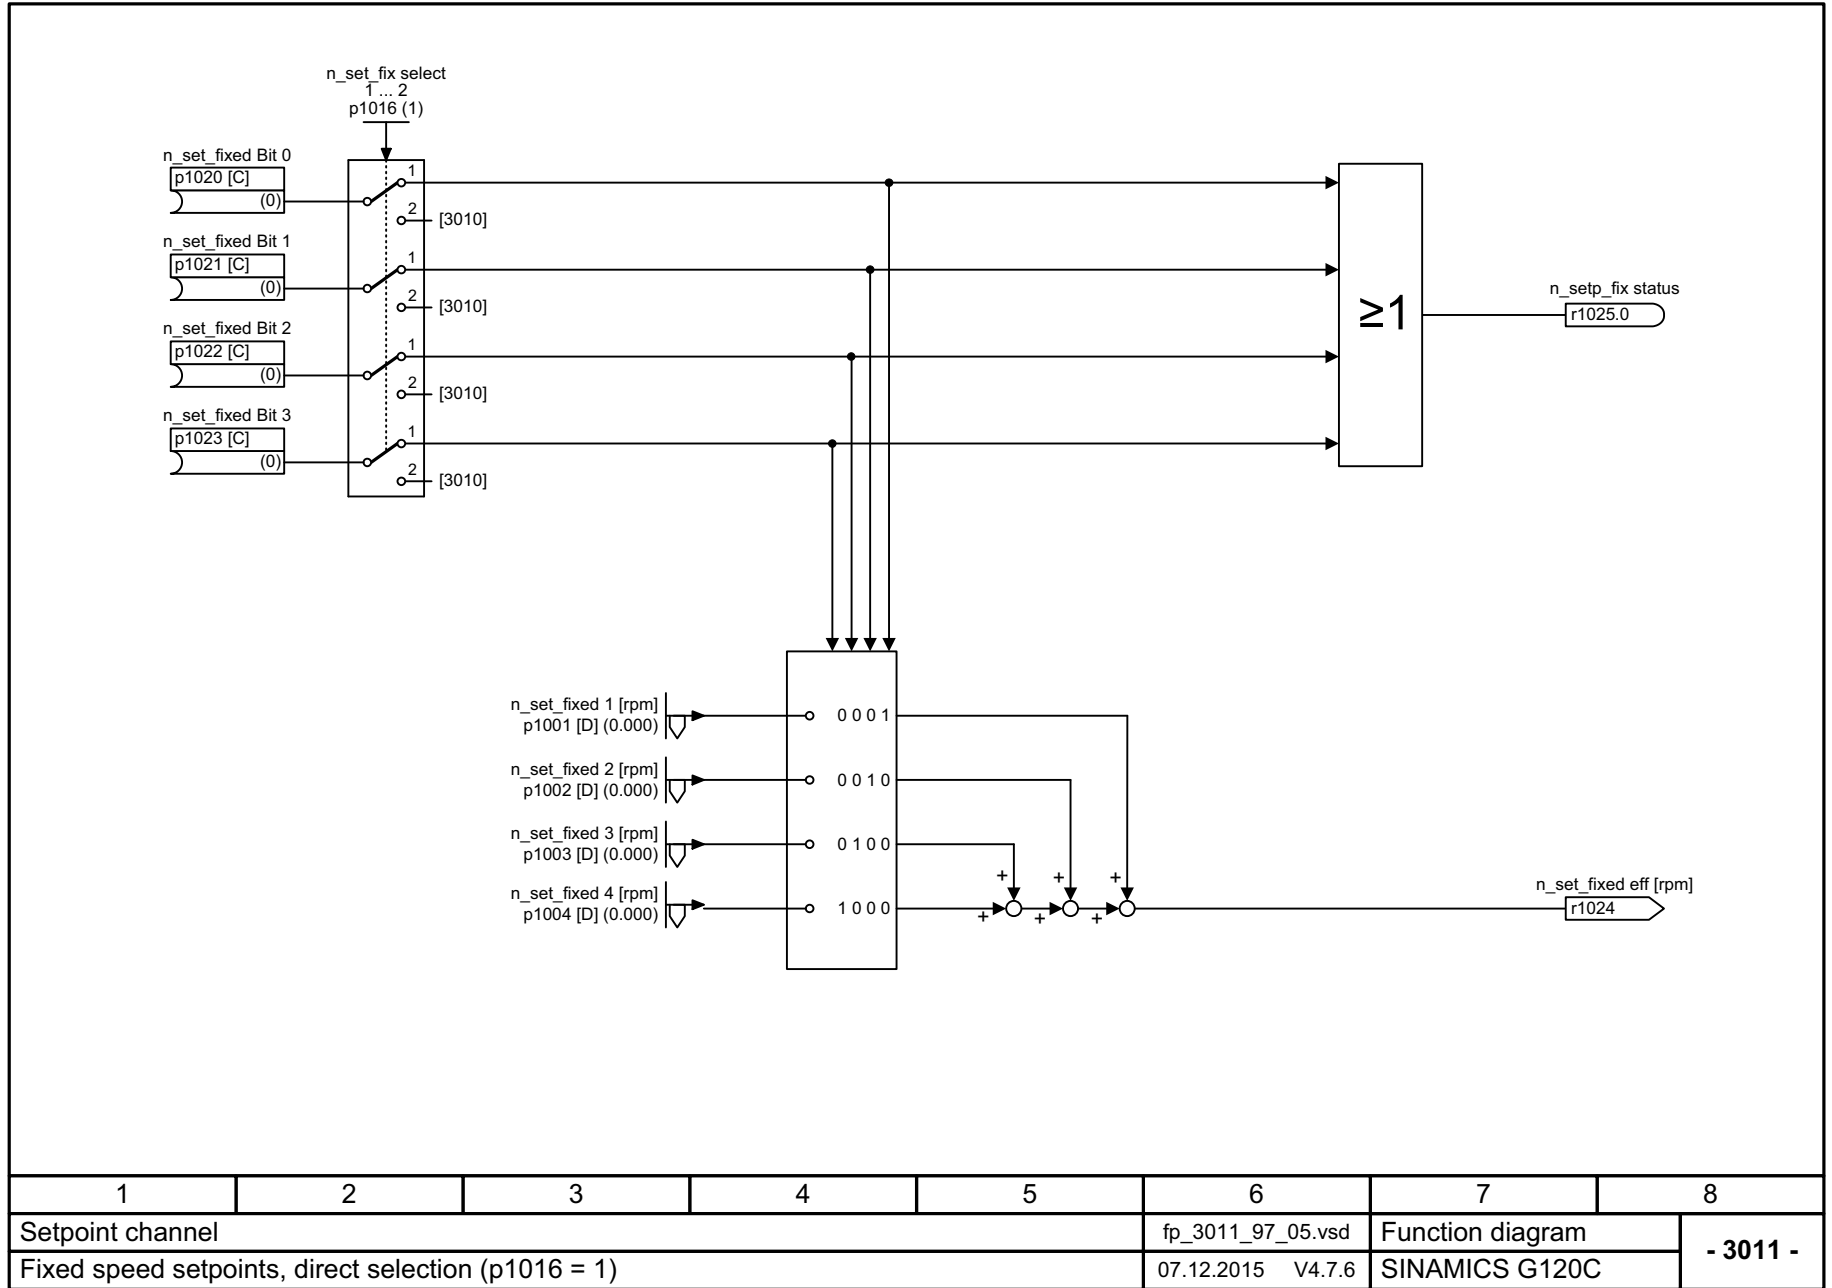 n_set_fix select
1 ... 2
p1016 (1)
n_set_fixed Bit 0
p1020 [C]
(0)
1
2
[3010]
n_set_fixed Bit 1
p1021 [C]
(0)
1
2
[3010]
n_set_fixed Bit 2
p1022 [C]
(0)
1
2
[3010]
n_set_fixed Bit 3
p1023 [C]
(0)
1
2
[3010]
≥1
n_setp_fix status
r1025.0
n_set_fixed 1 [rpm]
p1001 [D] (0.000)
0 0 0 1
n_set_fixed 2 [rpm]
p1002 [D] (0.000)
0 0 1 0
n_set_fixed 3 [rpm]
p1003 [D] (0.000)
0 1 0 0
n_set_fixed 4 [rpm]
p1004 [D] (0.000)
1 0 0 0
+ + +
+ + +
n_set_fixed eff [rpm]
r1024
1 2 3 4 5 6 7 8
Setpoint channel
fp_3011_97_05.vsd
Function diagram
- 3011 -
Fixed speed setpoints, direct selection (p1016 = 1)
07.12.2015 V4.7.6
SINAMICS G120C